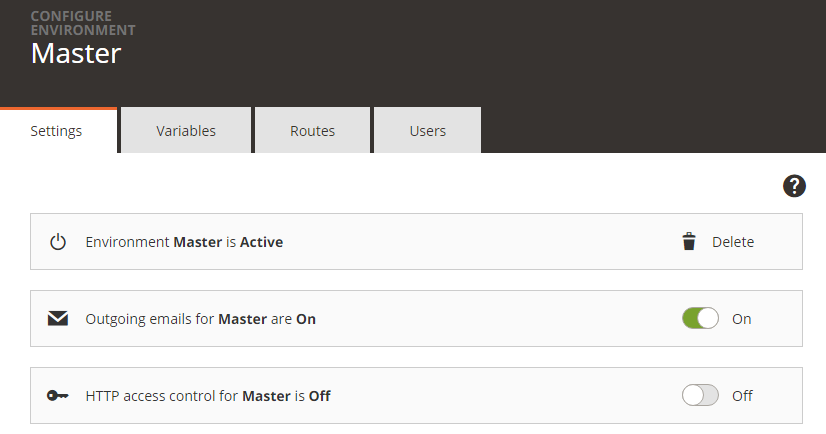 CONFIGURE
ENVIRONMENT
Master
Settings Variables Routes Users
?
Environment Master is Active Delete
Outgoing emails for Master are On On
HTTP access control for Master is Off Off